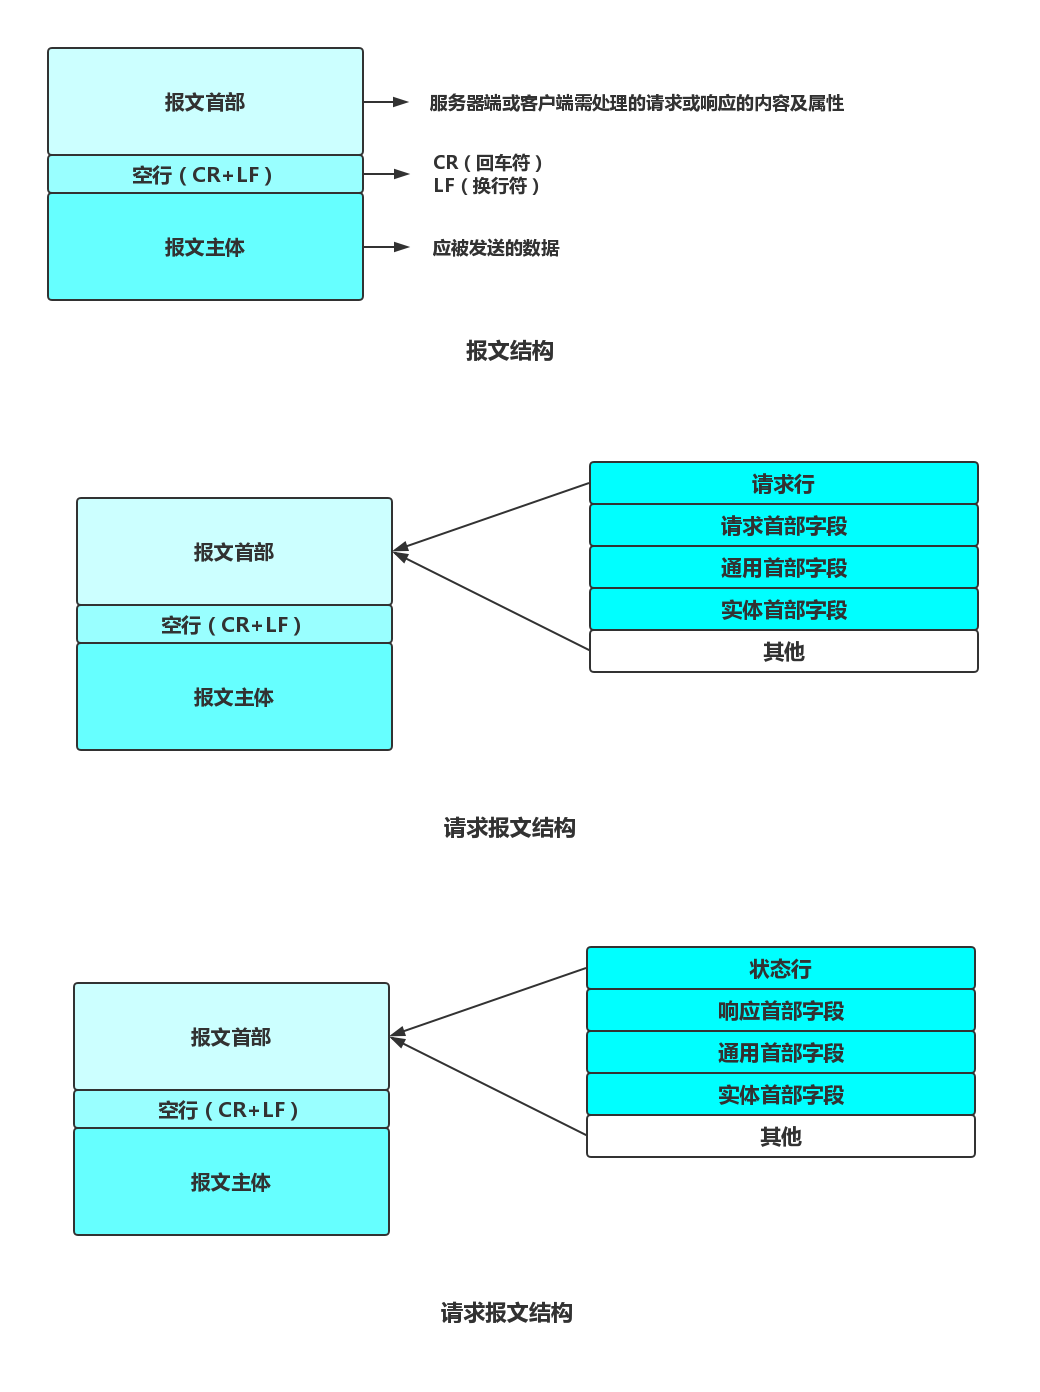 报文首部
服务器端或客户端需处理的请求或响应的内容及属性
空行（CR+LF）
CR（回车符）
LF（换行符）
报文主体
应被发送的数据
报文结构
请求行
请求首部字段
报文首部
通用首部字段
实体首部字段
空行（CR+LF）
其他
报文主体
请求报文结构
状态行
响应首部字段
报文首部
通用首部字段
实体首部字段
空行（CR+LF）
其他
报文主体
请求报文结构